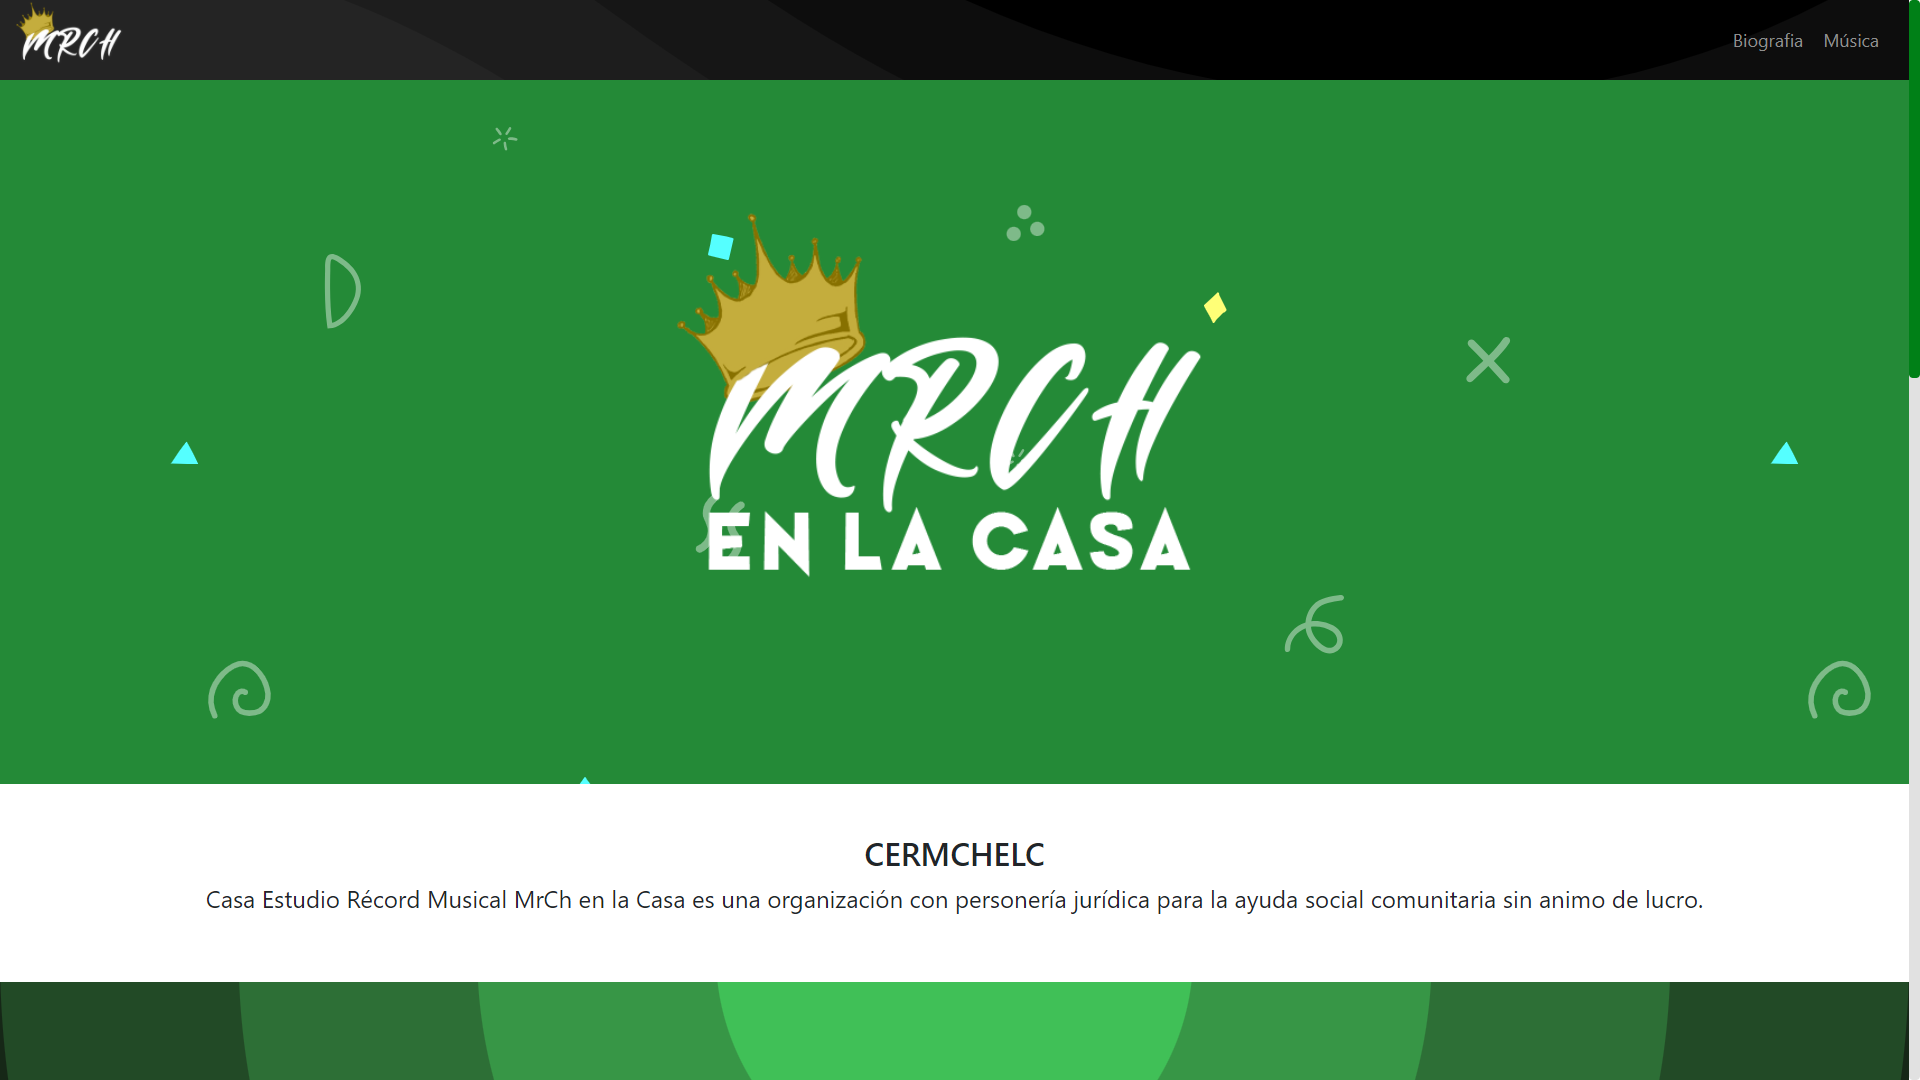 MRCH
Biografia
Música
MRCH
EN LA CASA
CERMCHELC
Casa Estudio Récord Musical MrCh en la Casa es una organización con personería jurídica para la ayuda social comunitaria sin animo de lucro.